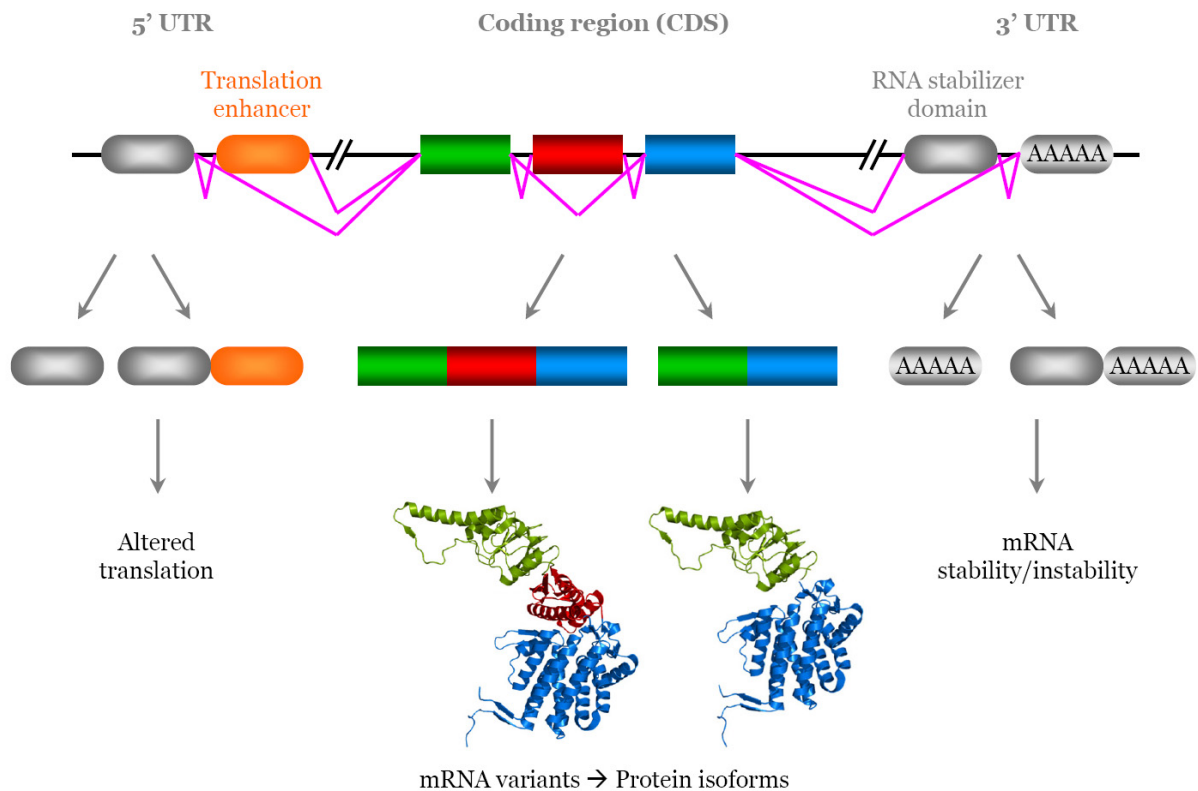 5’ UTR
Coding region (CDS)
3’ UTR
Translation
enhancer
RNA stabilizer
domain
AAAAA
AAAAA
AAAAA
Altered
translation
mRNA
stability/instability
mRNA variants → Protein isoforms